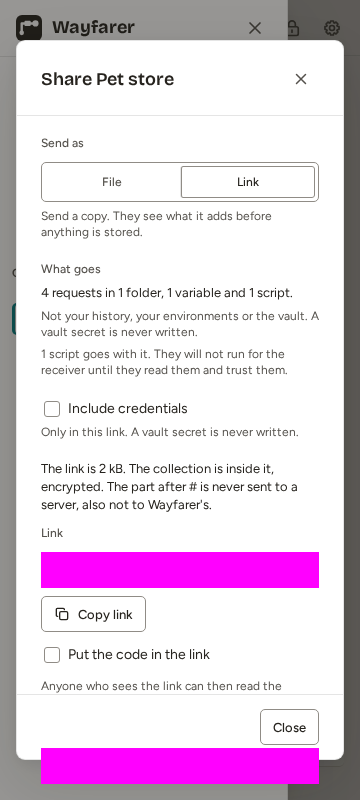 Wayfarer
Share Pet store
Send as
File
Link
Send a copy. They see what it adds before
anything is stored.
What goes
4 requests in 1 folder, 1 variable and 1 script.
Not your history, your environments or the vault. A
vault secret is never written.
1 script goes with it. They will not run for the
receiver until they read them and trust them.
Include credentials
Only in this link. A vault secret is never written.
The link is 2 kB. The collection is inside it,
encrypted. The part after # is never sent to a
server, also not to Wayfarer's.
Link
Copy link
Put the code in the link
Anyone who sees the link can then read the
Close